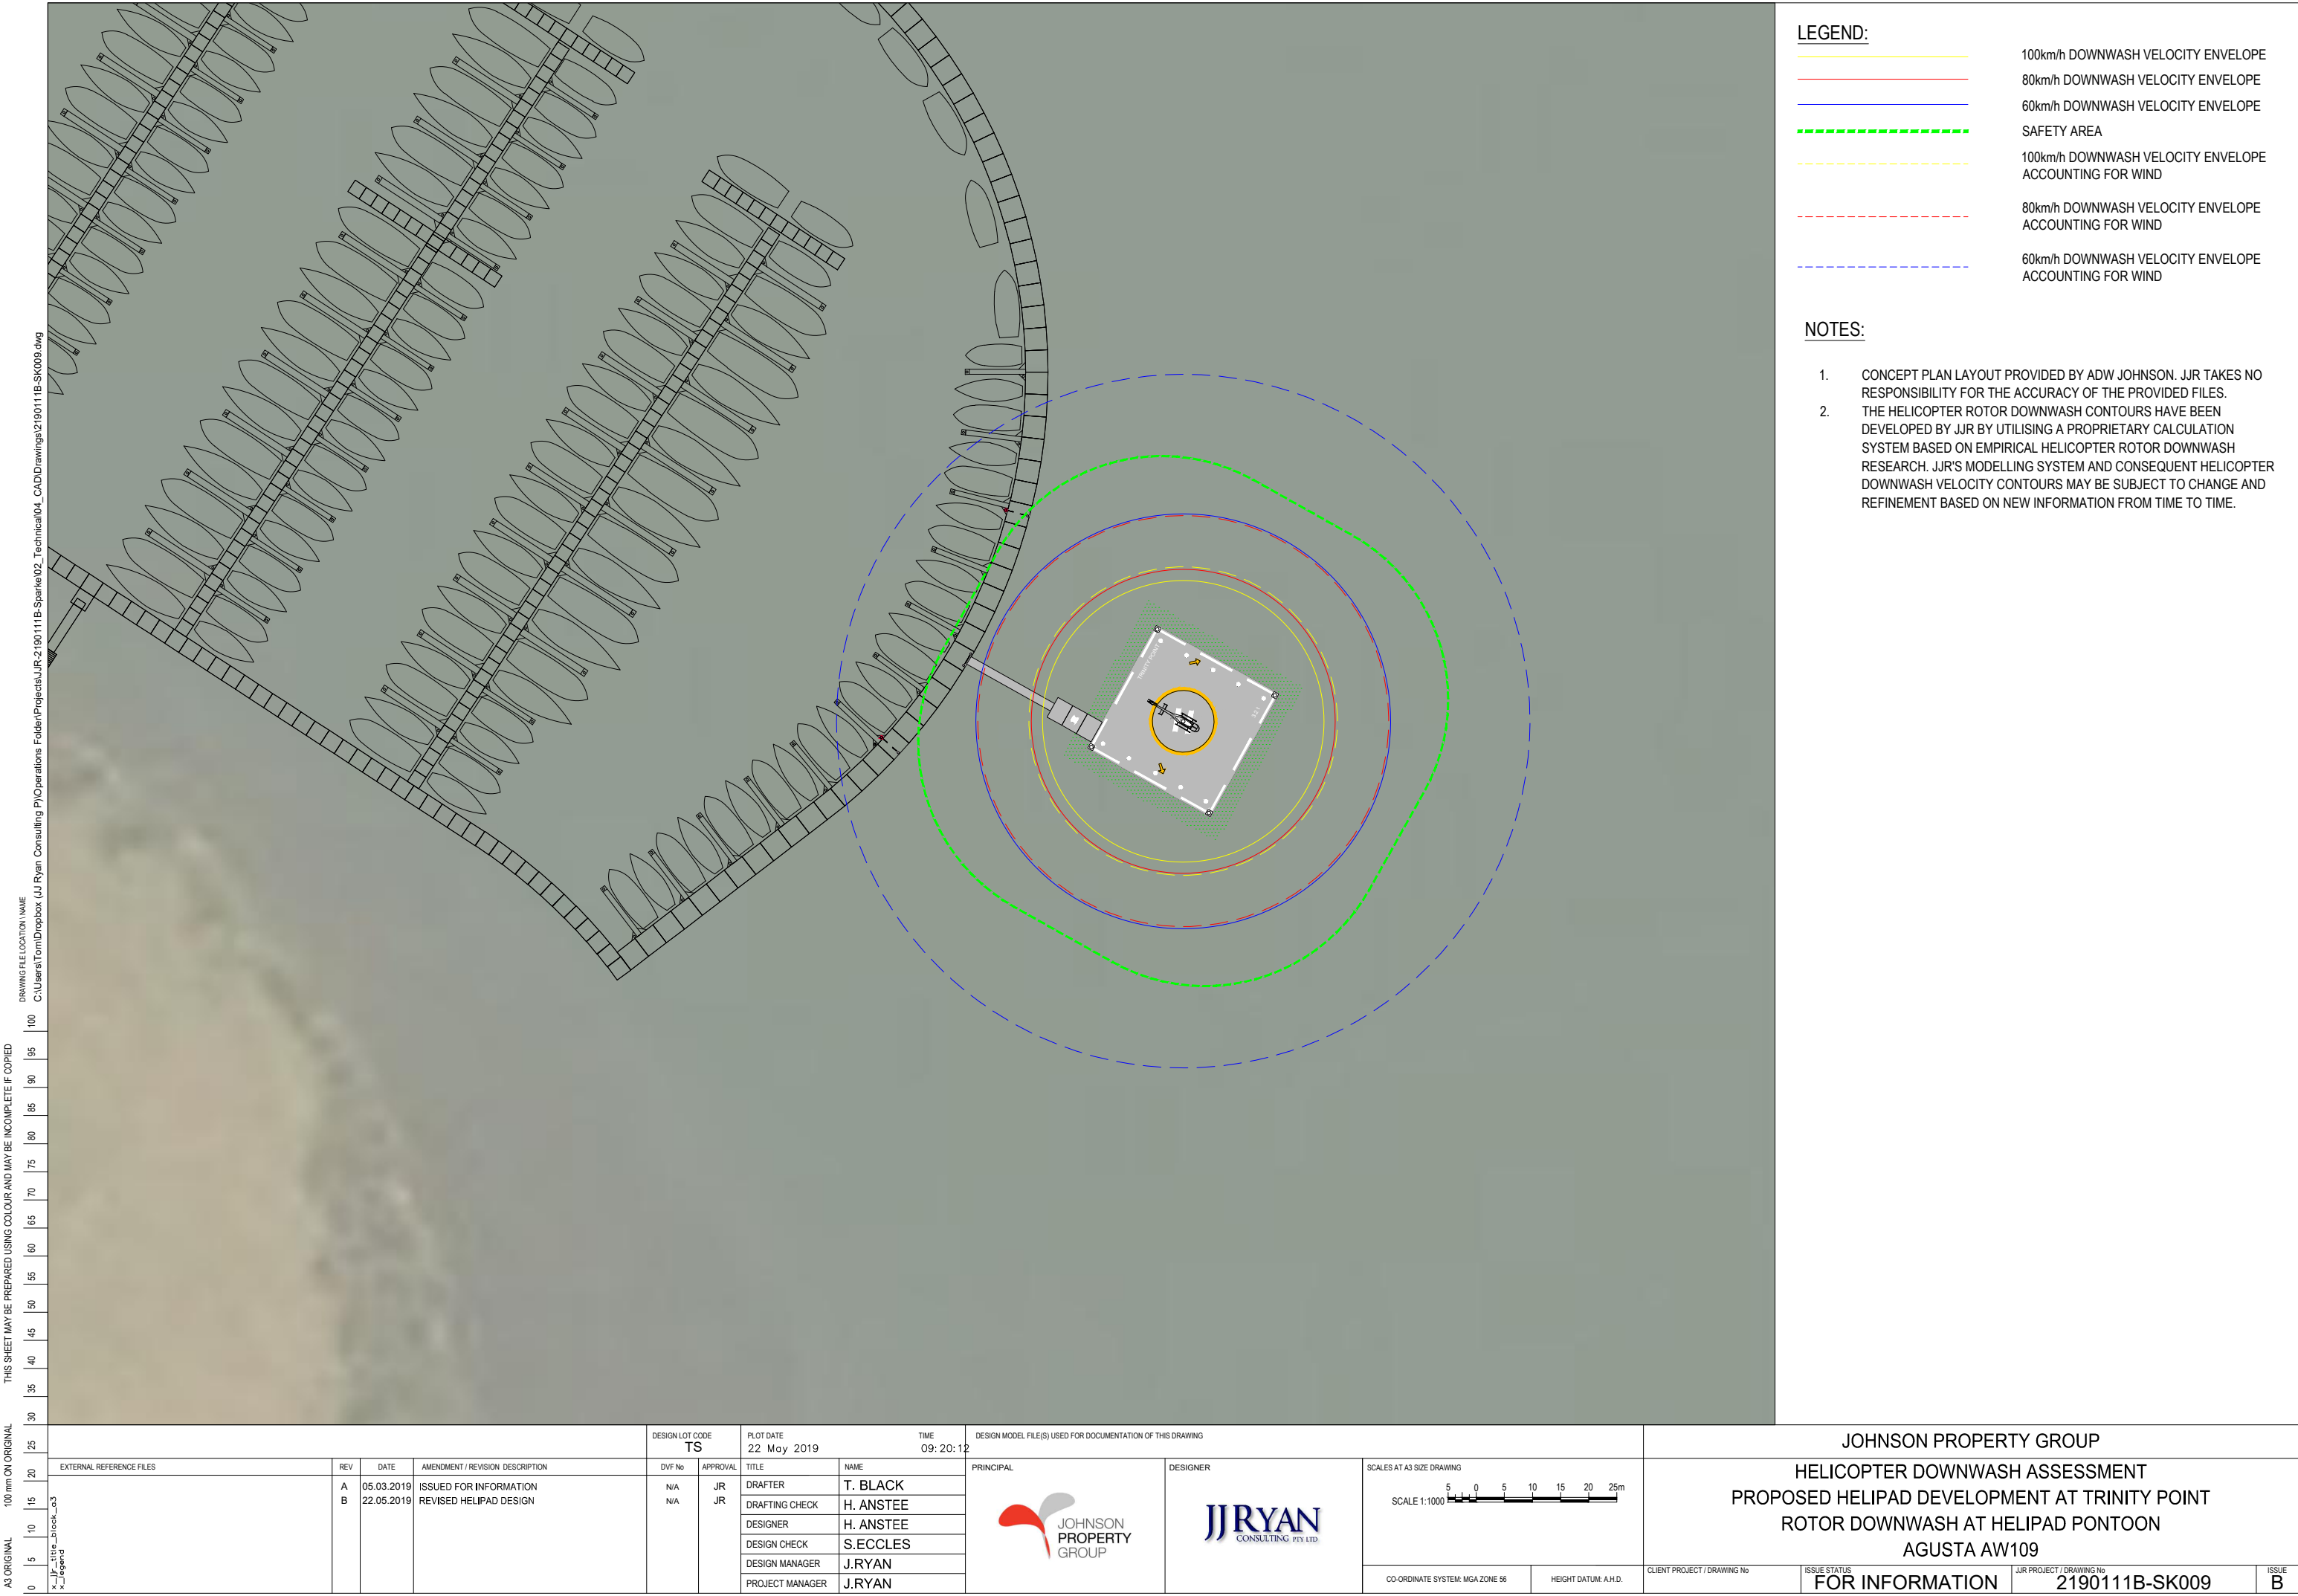 LEGEND:
100km/h DOWNWASH VELOCITY ENVELOPE
80km/h DOWNWASH VELOCITY ENVELOPE
60km/h DOWNWASH VELOCITY ENVELOPE
SAFETY AREA
100km/h DOWNWASH VELOCITY ENVELOPE
ACCOUNTING FOR WIND
80km/h DOWNWASH VELOCITY ENVELOPE
ACCOUNTING FOR WIND
60km/h DOWNWASH VELOCITY ENVELOPE
ACCOUNTING FOR WIND
NOTES:
1. CONCEPT PLAN LAYOUT PROVIDED BY ADW JOHNSON. JJR TAKES NO
RESPONSIBILITY FOR THE ACCURACY OF THE PROVIDED FILES.
2. THE HELICOPTER ROTOR DOWNWASH CONTOURS HAVE BEEN
DEVELOPED BY JJR BY UTILISING A PROPRIETARY CALCULATION
SYSTEM BASED ON EMPIRICAL HELICOPTER ROTOR DOWNWASH
RESEARCH. JJR'S MODELLING SYSTEM AND CONSEQUENT HELICOPTER
DOWNWASH VELOCITY CONTOURS MAY BE SUBJECT TO CHANGE AND
REFINEMENT BASED ON NEW INFORMATION FROM TIME TO TIME.
TRINITY POINT
DRAWING FILE LOCATION \ NAME
C:\Users\Tom\Dropbox (JJ Ryan Consulting P)\Operations Folder\Projects\JJR-2190111B-Sparke\02_Technical\04_CAD\Drawings\2190111B-SK009.dwg
THIS SHEET MAY BE PREPARED USING COLOUR AND MAY BE INCOMPLETE IF COPIED
A3 ORIGINAL 100 mm ON ORIGINAL
0 5 10 15 20 25 30 35 40 45 50 55 60 65 70 75 80 85 90 95 100
EXTERNAL REFERENCE FILES
x_jjr_title_block_a3
x_legend
REV DATE AMENDMENT / REVISION DESCRIPTION DVF No APPROVAL
A 05.03.2019 ISSUED FOR INFORMATION N/A JR
B 22.05.2019 REVISED HELIPAD DESIGN N/A JR
DESIGN LOT CODE
TS
PLOT DATE TIME
22 May 2019 09:20:12
TITLE NAME
DRAFTER T. BLACK
DRAFTING CHECK H. ANSTEE
DESIGNER H. ANSTEE
DESIGN CHECK S.ECCLES
DESIGN MANAGER J.RYAN
PROJECT MANAGER J.RYAN
DESIGN MODEL FILE(S) USED FOR DOCUMENTATION OF THIS DRAWING
PRINCIPAL
JOHNSON
PROPERTY
GROUP
DESIGNER
JJRYAN
CONSULTING PTY LTD
SCALES AT A3 SIZE DRAWING
5 0 5 10 15 20 25m
SCALE 1:1000
CO-ORDINATE SYSTEM: MGA ZONE 56
HEIGHT DATUM: A.H.D.
JOHNSON PROPERTY GROUP
HELICOPTER DOWNWASH ASSESSMENT
PROPOSED HELIPAD DEVELOPMENT AT TRINITY POINT
ROTOR DOWNWASH AT HELIPAD PONTOON
AGUSTA AW109
CLIENT PROJECT / DRAWING No
ISSUE STATUS
FOR INFORMATION
JJR PROJECT / DRAWING No
2190111B-SK009
ISSUE
B